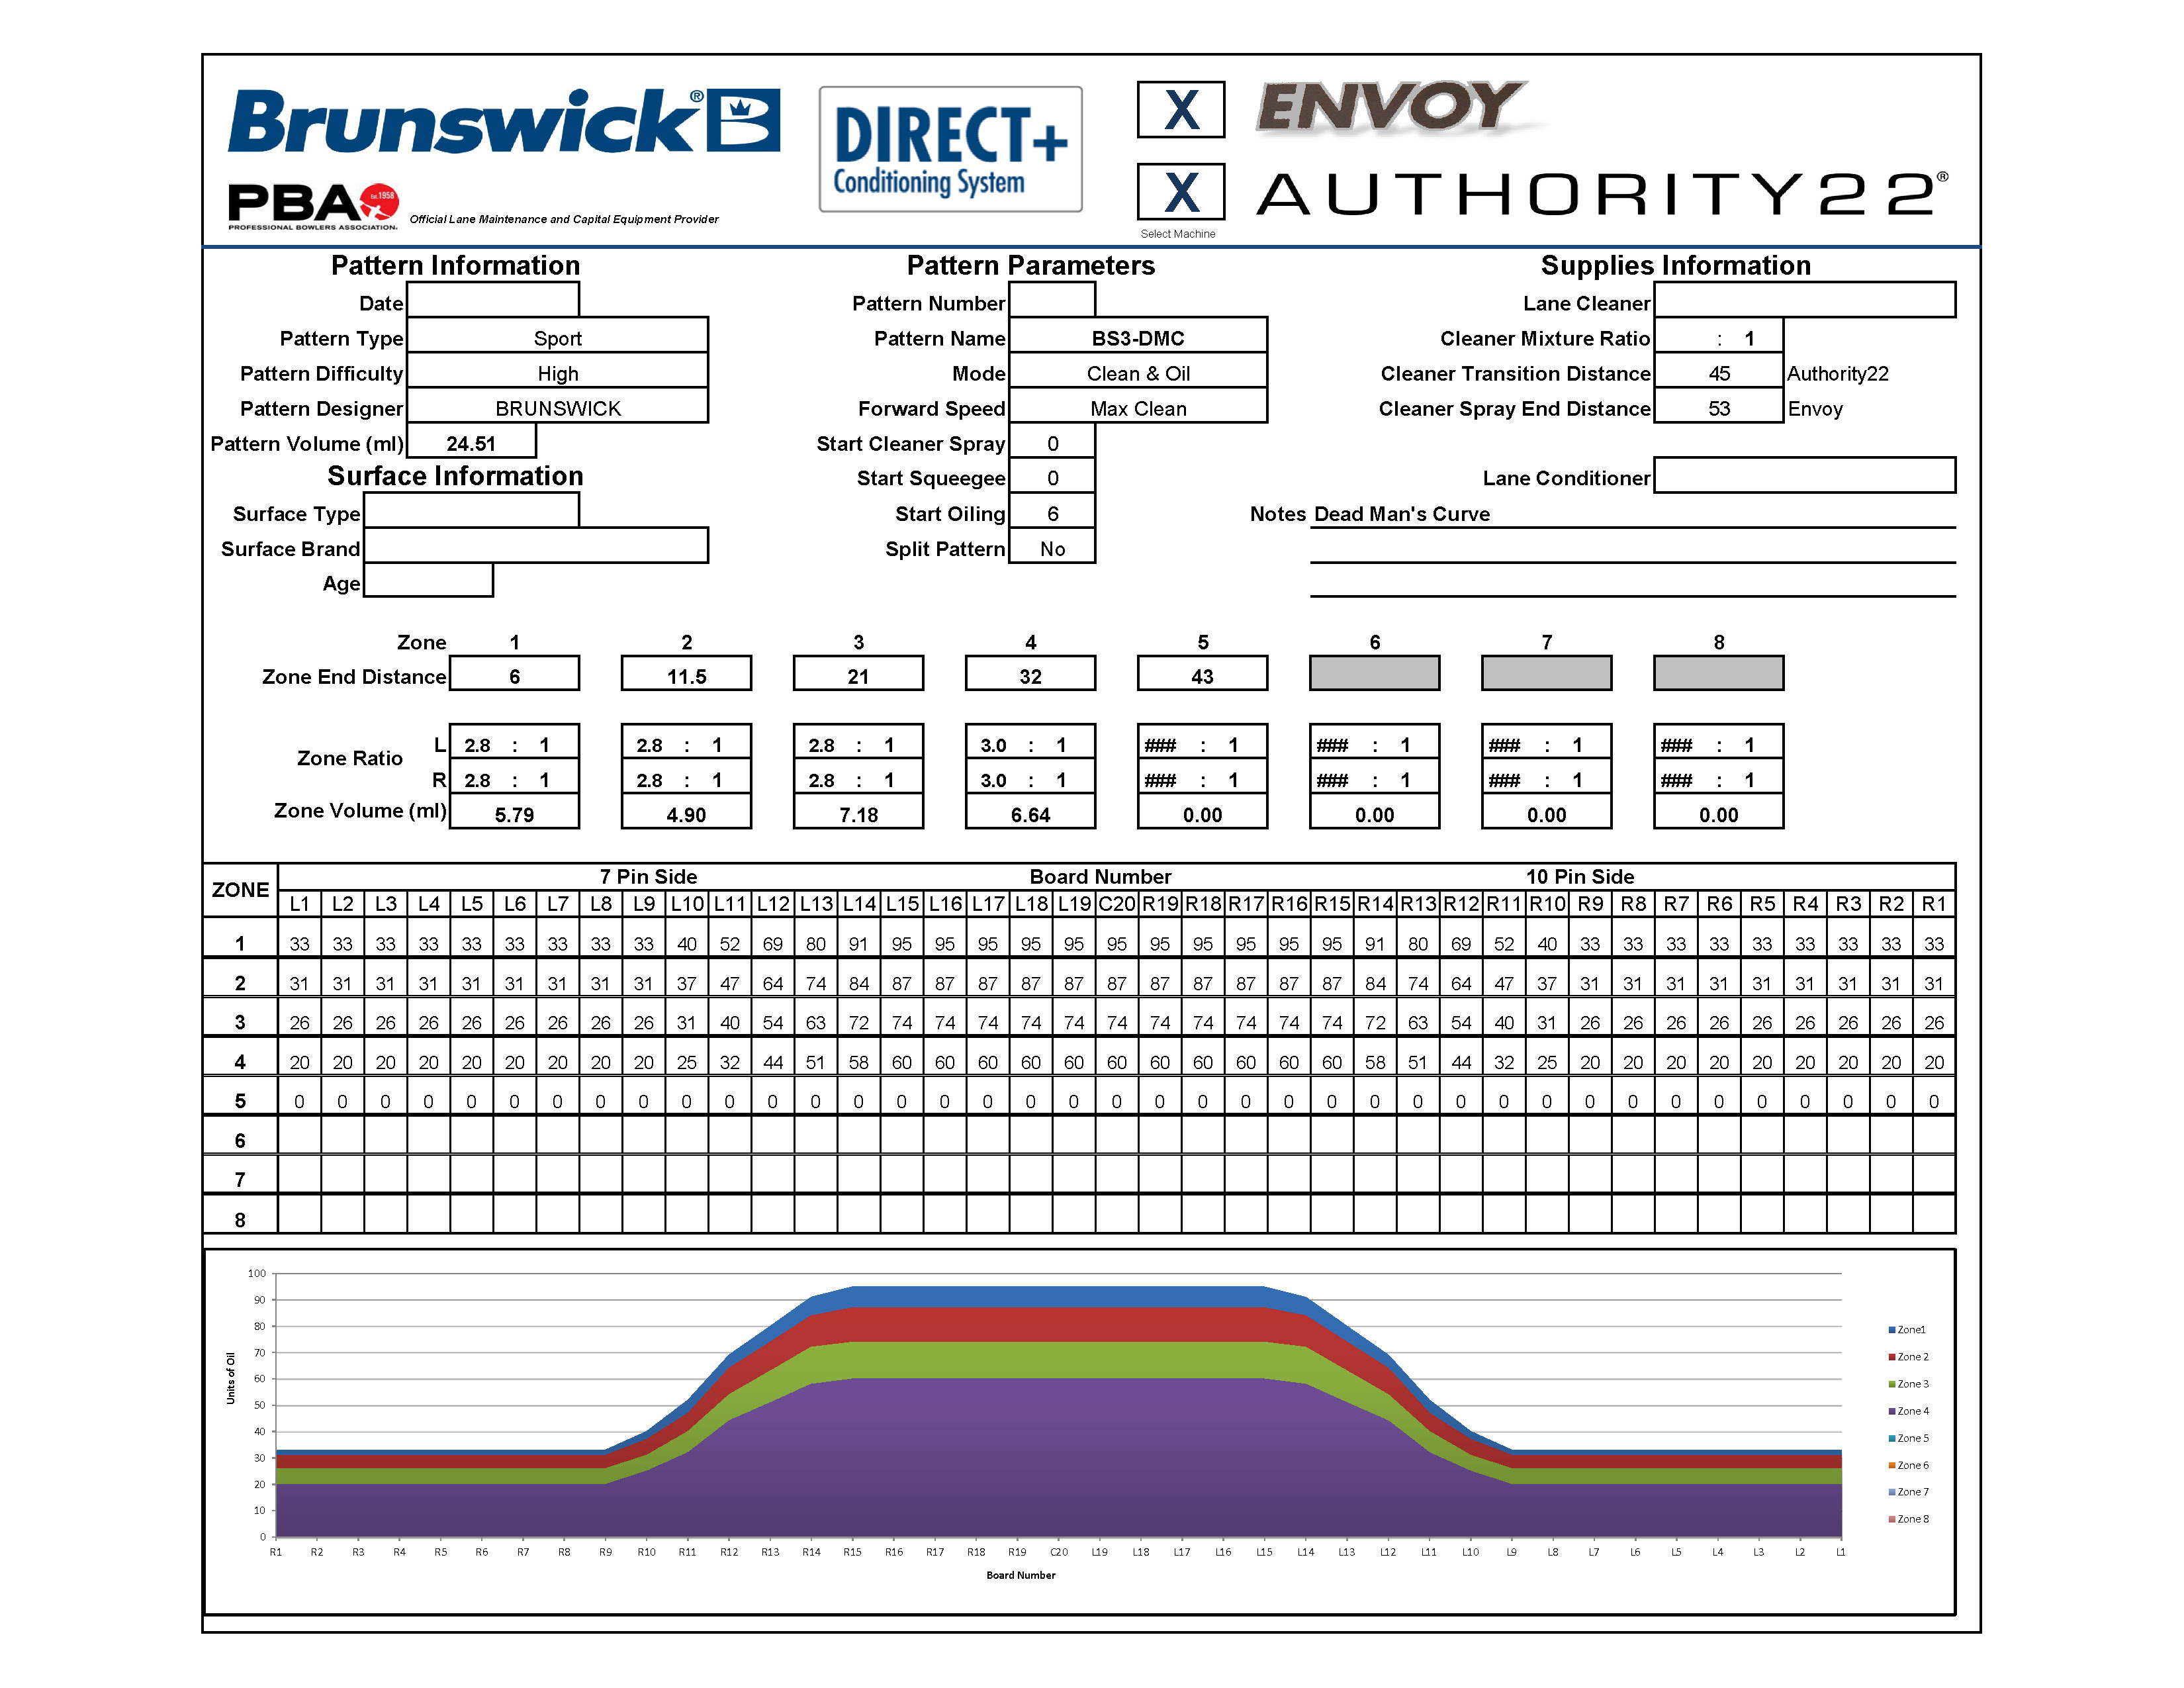 Brunswick® B
DIRECT+
Conditioning System
X ENVOY
X AUTHORITY22®
Select Machine
PBA est.1958
PROFESSIONAL BOWLERS ASSOCIATION.
Official Lane Maintenance and Capital Equipment Provider
Pattern Information Pattern Parameters Supplies Information
Date Pattern Number Lane Cleaner
Pattern Type Sport Pattern Name BS3-DMC Cleaner Mixture Ratio : 1
Pattern Difficulty High Mode Clean & Oil Cleaner Transition Distance 45 Authority22
Pattern Designer BRUNSWICK Forward Speed Max Clean Cleaner Spray End Distance 53 Envoy
Pattern Volume (ml) 24.51 Start Cleaner Spray 0
Surface Information Start Squeegee 0 Lane Conditioner
Surface Type Start Oiling 6 Notes Dead Man's Curve
Surface Brand Split Pattern No
Age
Zone 1 2 3 4 5 6 7 8
Zone End Distance 6 11.5 21 32 43
Zone Ratio
L 2.8 : 1 2.8 : 1 2.8 : 1 3.0 : 1 ### : 1 ### : 1 ### : 1 ### : 1
R 2.8 : 1 2.8 : 1 2.8 : 1 3.0 : 1 ### : 1 ### : 1 ### : 1 ### : 1
Zone Volume (ml) 5.79 4.90 7.18 6.64 0.00 0.00 0.00 0.00
ZONE 7 Pin Side Board Number 10 Pin Side
L1 L2 L3 L4 L5 L6 L7 L8 L9 L10 L11 L12 L13 L14 L15 L16 L17 L18 L19 C20 R19 R18 R17 R16 R15 R14 R13 R12 R11 R10 R9 R8 R7 R6 R5 R4 R3 R2 R1
1 33 33 33 33 33 33 33 33 33 40 52 69 80 91 95 95 95 95 95 95 95 95 95 95 95 91 80 69 52 40 33 33 33 33 33 33 33 33 33
2 31 31 31 31 31 31 31 31 31 37 47 64 74 84 87 87 87 87 87 87 87 87 87 87 87 84 74 64 47 37 31 31 31 31 31 31 31 31 31
3 26 26 26 26 26 26 26 26 26 31 40 54 63 72 74 74 74 74 74 74 74 74 74 74 74 72 63 54 40 31 26 26 26 26 26 26 26 26 26
4 20 20 20 20 20 20 20 20 20 25 32 44 51 58 60 60 60 60 60 60 60 60 60 60 60 58 51 44 32 25 20 20 20 20 20 20 20 20 20
5 0 0 0 0 0 0 0 0 0 0 0 0 0 0 0 0 0 0 0 0 0 0 0 0 0 0 0 0 0 0 0 0 0 0 0 0 0 0 0
6
7
8
100
90
80
70
60
50
40
30
20
10
0
Units of Oil
R1 R2 R3 R4 R5 R6 R7 R8 R9 R10 R11 R12 R13 R14 R15 R16 R17 R18 R19 C20 L19 L18 L17 L16 L15 L14 L13 L12 L11 L10 L9 L8 L7 L6 L5 L4 L3 L2 L1
Board Number
Zone1
Zone 2
Zone 3
Zone 4
Zone 5
Zone 6
Zone 7
Zone 8